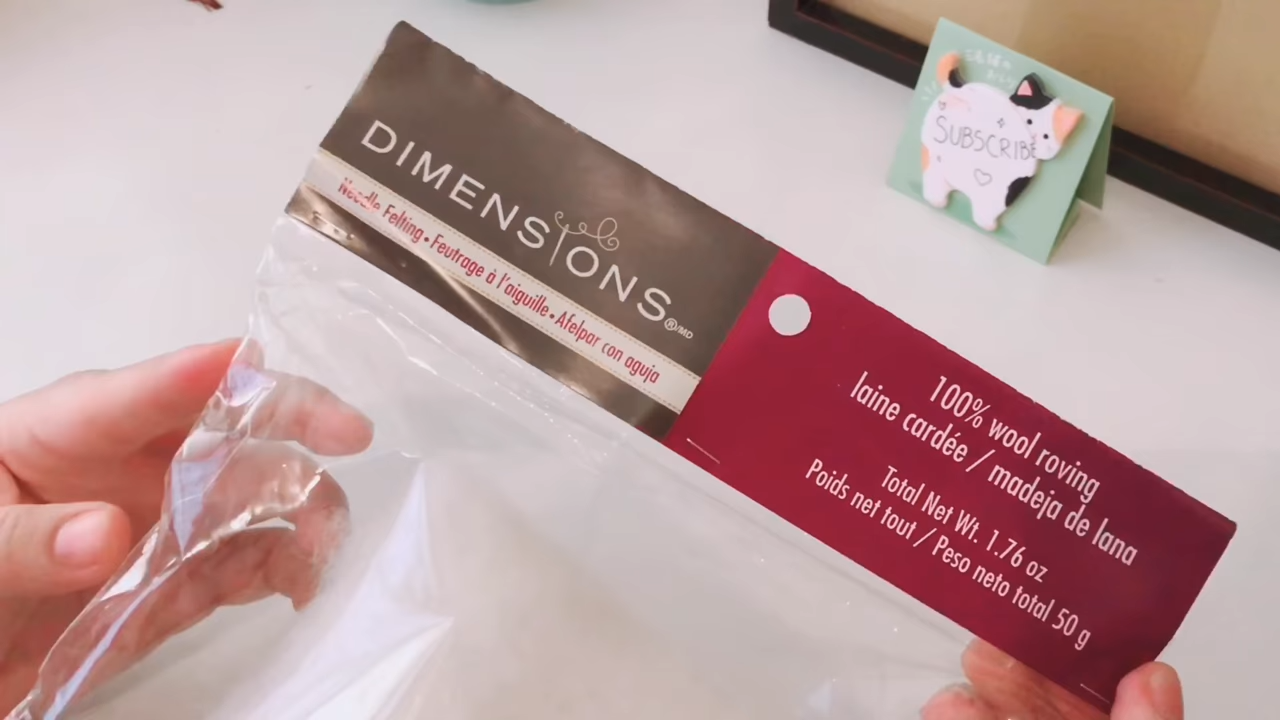 DIMENSIONS®/MD
Needle Felting • Feutrage à l'aiguille • Afelpar con aguja
100% wool roving
laine cardée / madeja de lana
Total Net Wt. 1.76 oz
Poids net tout / Peso neto total 50 g
SUBSCRIBE